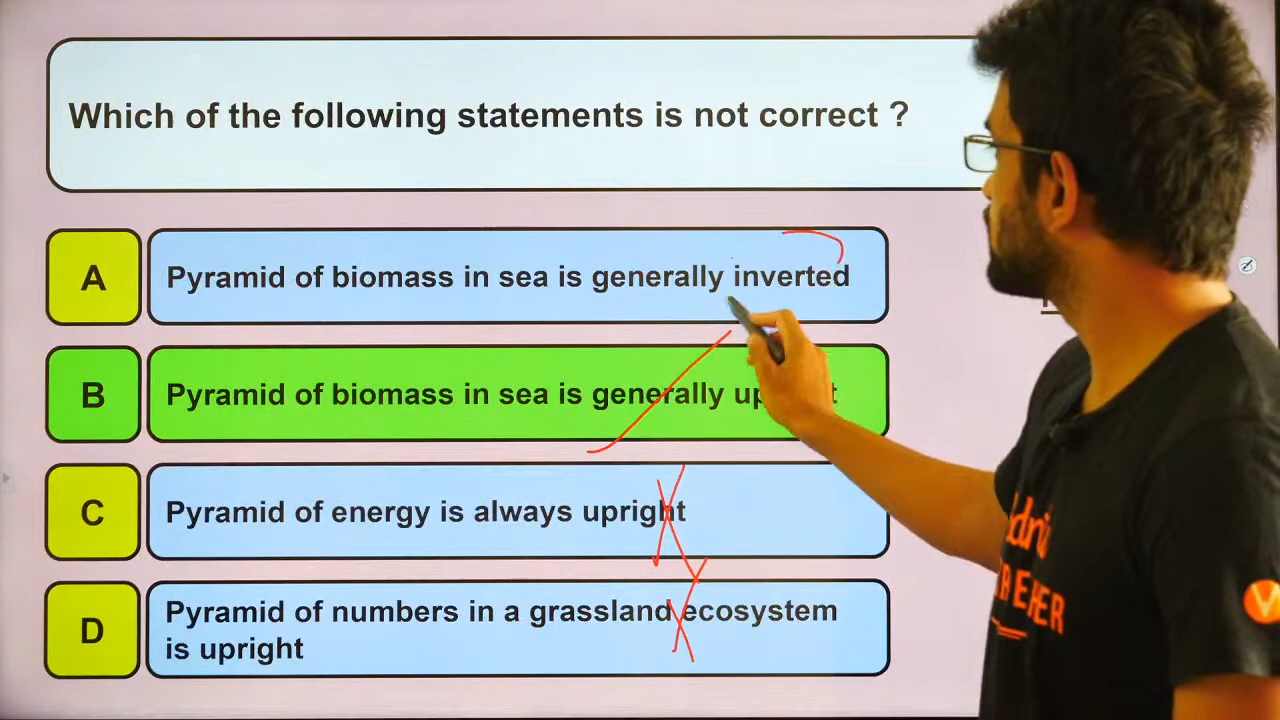 Which of the following statements is not correct ?
A
Pyramid of biomass in sea is generally inverted
B
Pyramid of biomass in sea is generally
C
Pyramid of energy is always upright
D
Pyramid of numbers in a grassland ecosystem
is upright